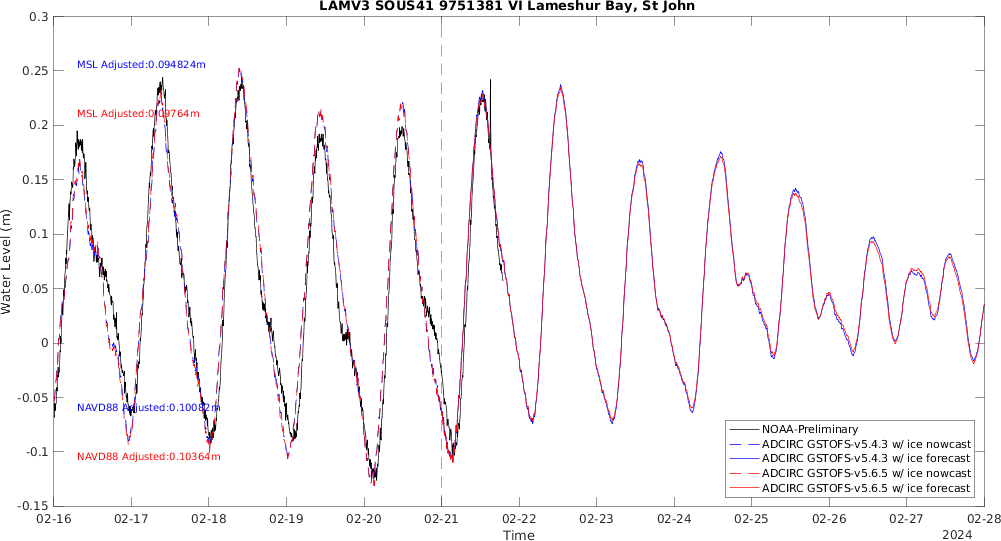 LAMV3 SOUS41 9751381 VI Lameshur Bay, St John
0.3
0.25
0.2
0.15
0.1
0.05
0
-0.05
-0.1
-0.15
Water Level (m)
MSL Adjusted:0.094824m
MSL Adjusted:0.09764m
NAVD88 Adjusted:0.10082m
NAVD88 Adjusted:0.10364m
NOAA-Preliminary
ADCIRC GSTOFS-v5.4.3 w/ ice nowcast
ADCIRC GSTOFS-v5.4.3 w/ ice forecast
ADCIRC GSTOFS-v5.6.5 w/ ice nowcast
ADCIRC GSTOFS-v5.6.5 w/ ice forecast
02-16 02-17 02-18 02-19 02-20 02-21 02-22 02-23 02-24 02-25 02-26 02-27 02-28
Time
2024